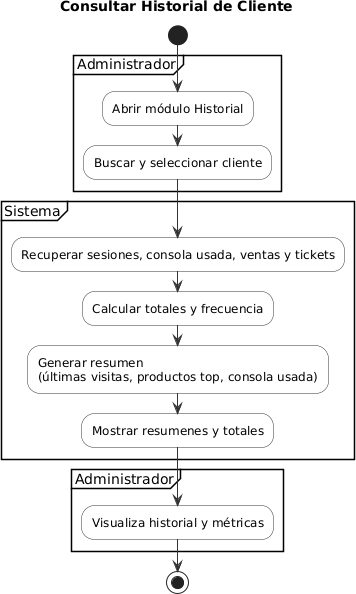 Consultar Historial de Cliente
Administrador
Abrir módulo Historial
Buscar y seleccionar cliente
Sistema
Recuperar sesiones, consola usada, ventas y tickets
Calcular totales y frecuencia
Generar resumen
(últimas visitas, productos top, consola usada)
Mostrar resumenes y totales
Administrador
Visualiza historial y métricas